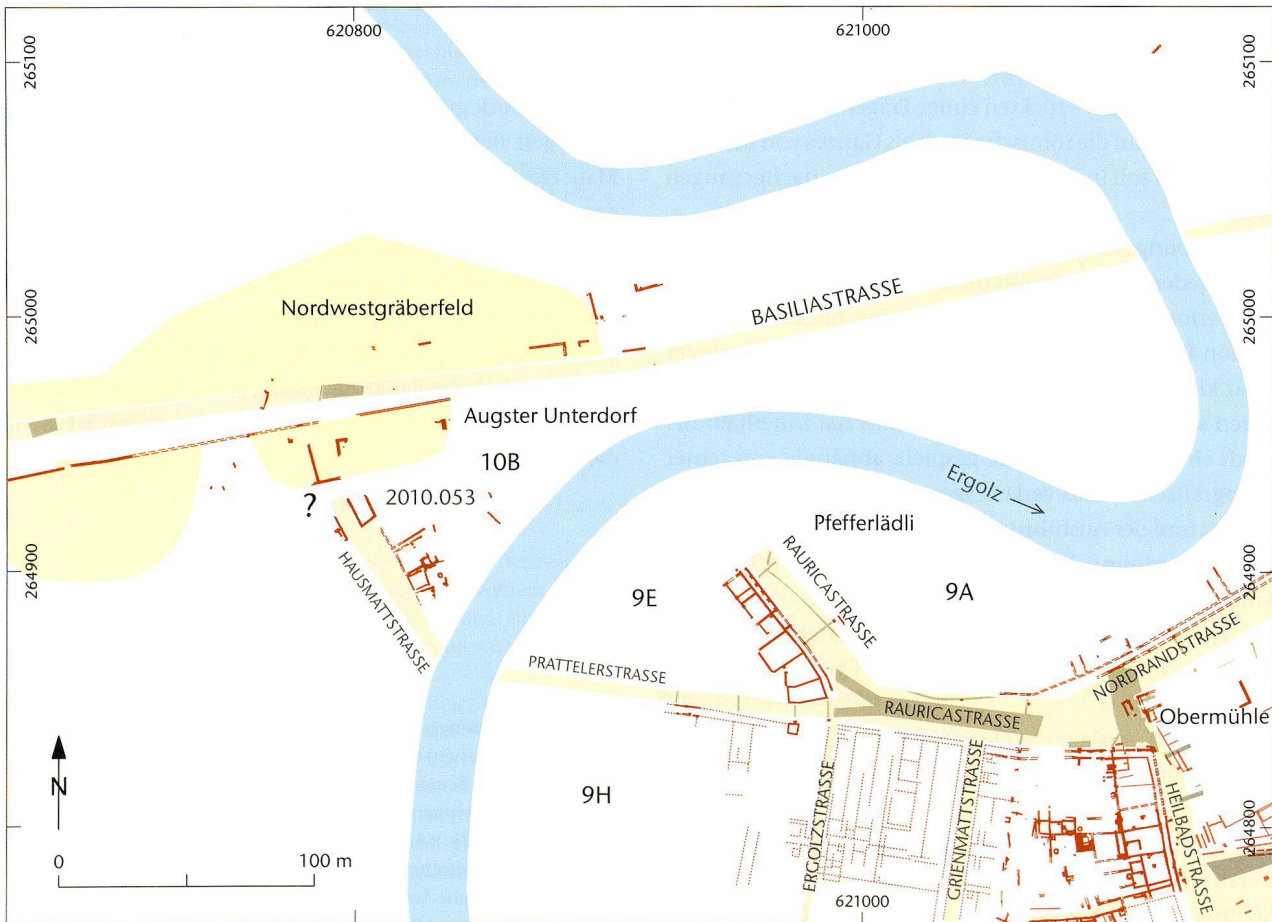 620800
621000
265100
265100
265000
265000
Nordwestgräberfeld
BASILIASTRASSE
Augster Unterdorf
10B
2010.053
?
Ergolz
Pfefferlädli
264900
264900
HAUSMATTSTRASSE
9E
RAURICASTRASSE
9A
PRATTELERSTRASSE
NORDRANDSTRASSE
RAURICASTRASSE
Obermühle
N
9H
ERGOLZSTRASSE
GRIENMATTSTRASSE
HEILBADSTRASSE
264800
0
100 m
621000